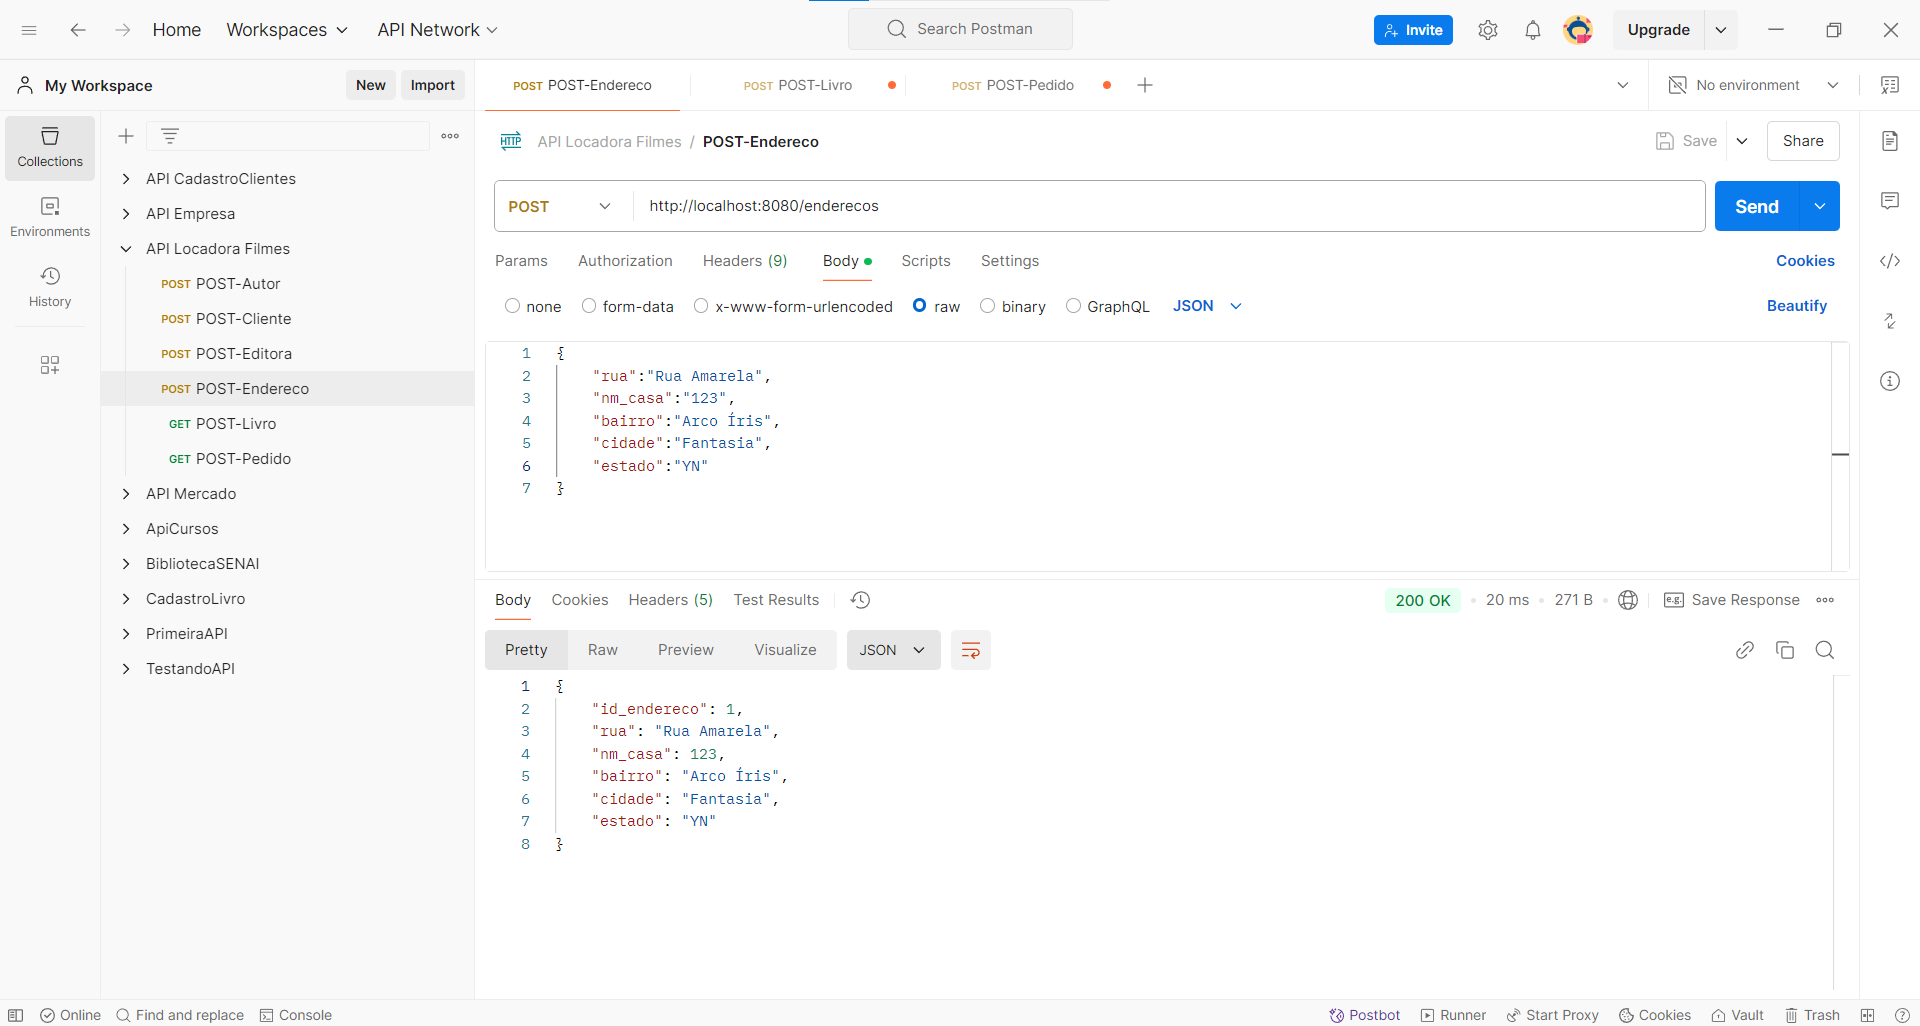 Home Workspaces API Network Search Postman Invite Upgrade
My Workspace New Import POST POST-Endereco POST POST-Livro POST POST-Pedido No environment
Collections
Environments
History
API CadastroClientes
API Empresa
API Locadora Filmes
POST POST-Autor
POST POST-Cliente
POST POST-Editora
POST POST-Endereco
GET POST-Livro
GET POST-Pedido
API Mercado
ApiCursos
BibliotecaSENAI
CadastroLivro
PrimeiraAPI
TestandoAPI
HTTP API Locadora Filmes / POST-Endereco Save Share
POST http://localhost:8080/enderecos Send
Params Authorization Headers (9) Body Scripts Settings Cookies
none form-data x-www-form-urlencoded raw binary GraphQL JSON Beautify
1 {
2 "rua":"Rua Amarela",
3 "nm_casa":"123",
4 "bairro":"Arco Íris",
5 "cidade":"Fantasia",
6 "estado":"YN"
7 }
Body Cookies Headers (5) Test Results 200 OK 20 ms 271 B e.g. Save Response
Pretty Raw Preview Visualize JSON
1 {
2 "id_endereco": 1,
3 "rua": "Rua Amarela",
4 "nm_casa": 123,
5 "bairro": "Arco Íris",
6 "cidade": "Fantasia",
7 "estado": "YN"
8 }
Online Find and replace Console Postbot Runner Start Proxy Cookies Vault Trash